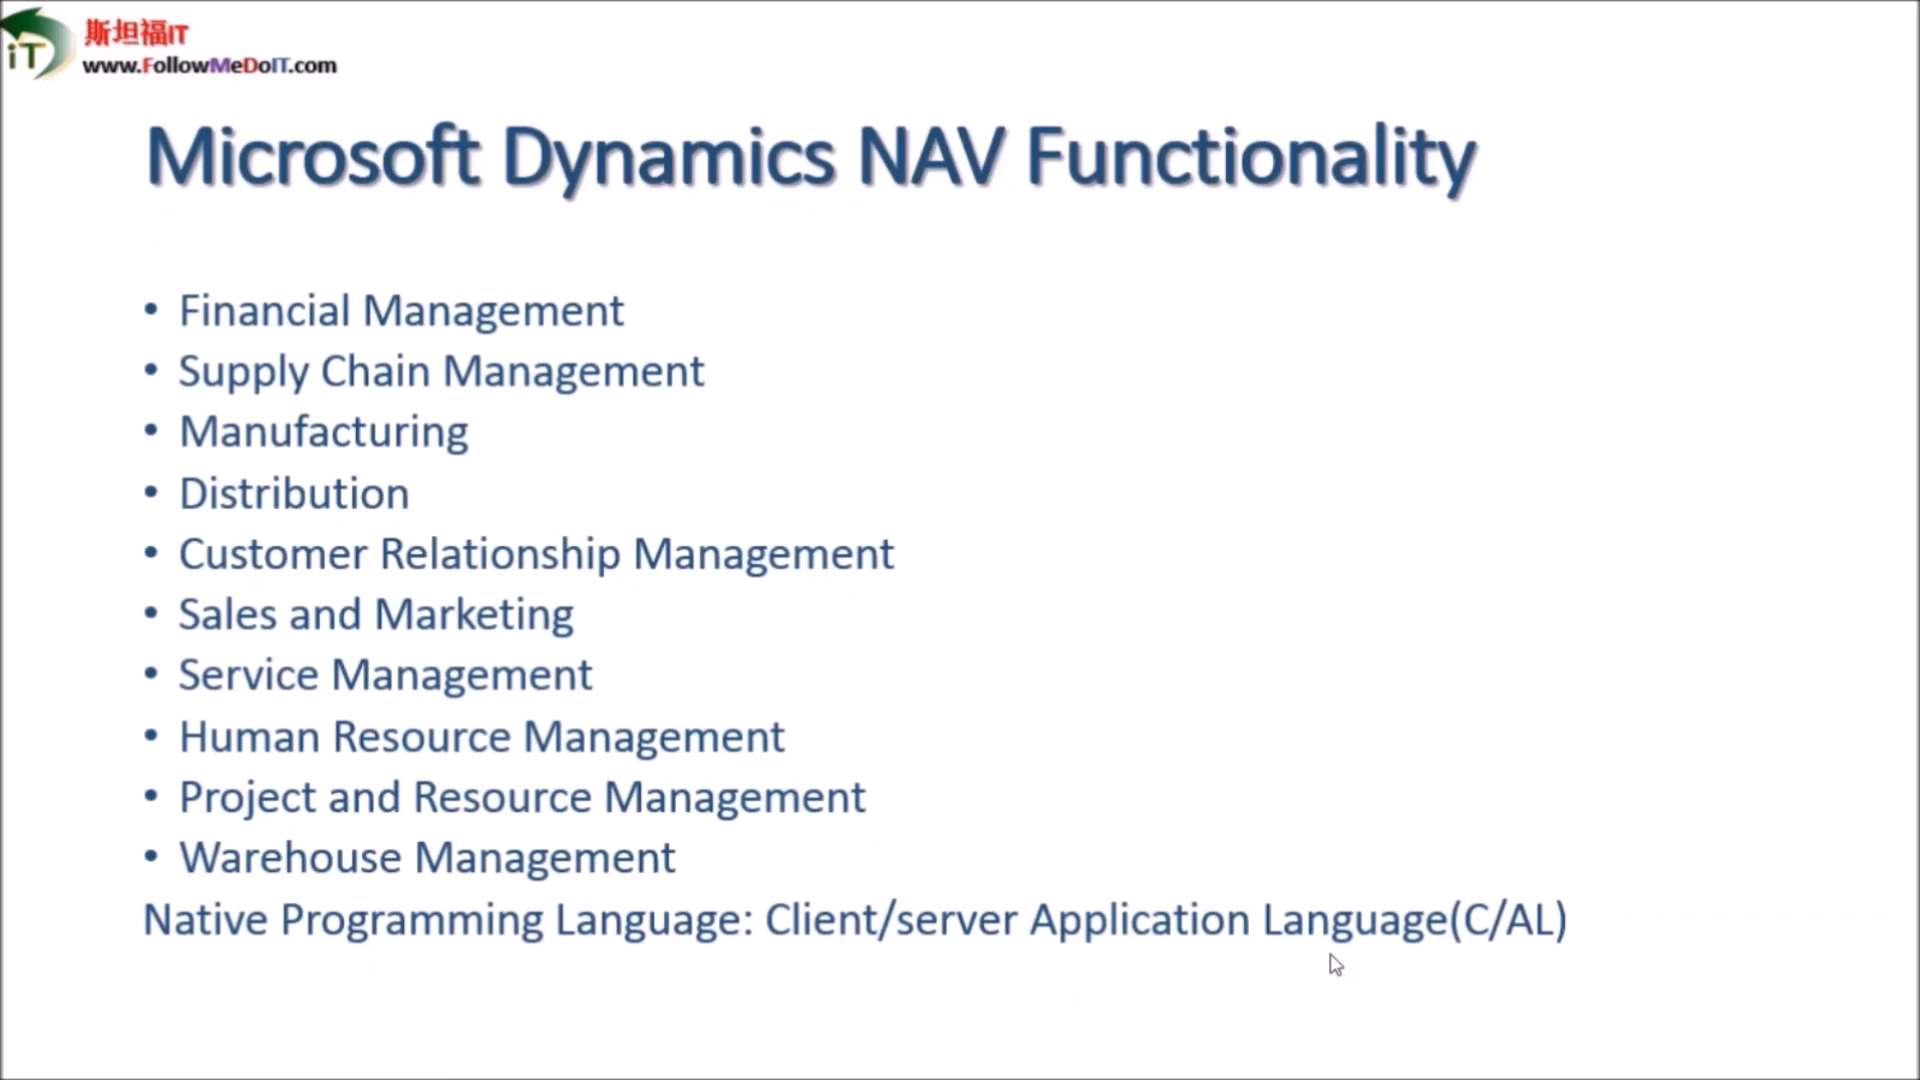 iT
斯坦福IT
www.FollowMeDoIT.com
Microsoft Dynamics NAV Functionality
• Financial Management
• Supply Chain Management
• Manufacturing
• Distribution
• Customer Relationship Management
• Sales and Marketing
• Service Management
• Human Resource Management
• Project and Resource Management
• Warehouse Management
Native Programming Language: Client/server Application Language(C/AL)